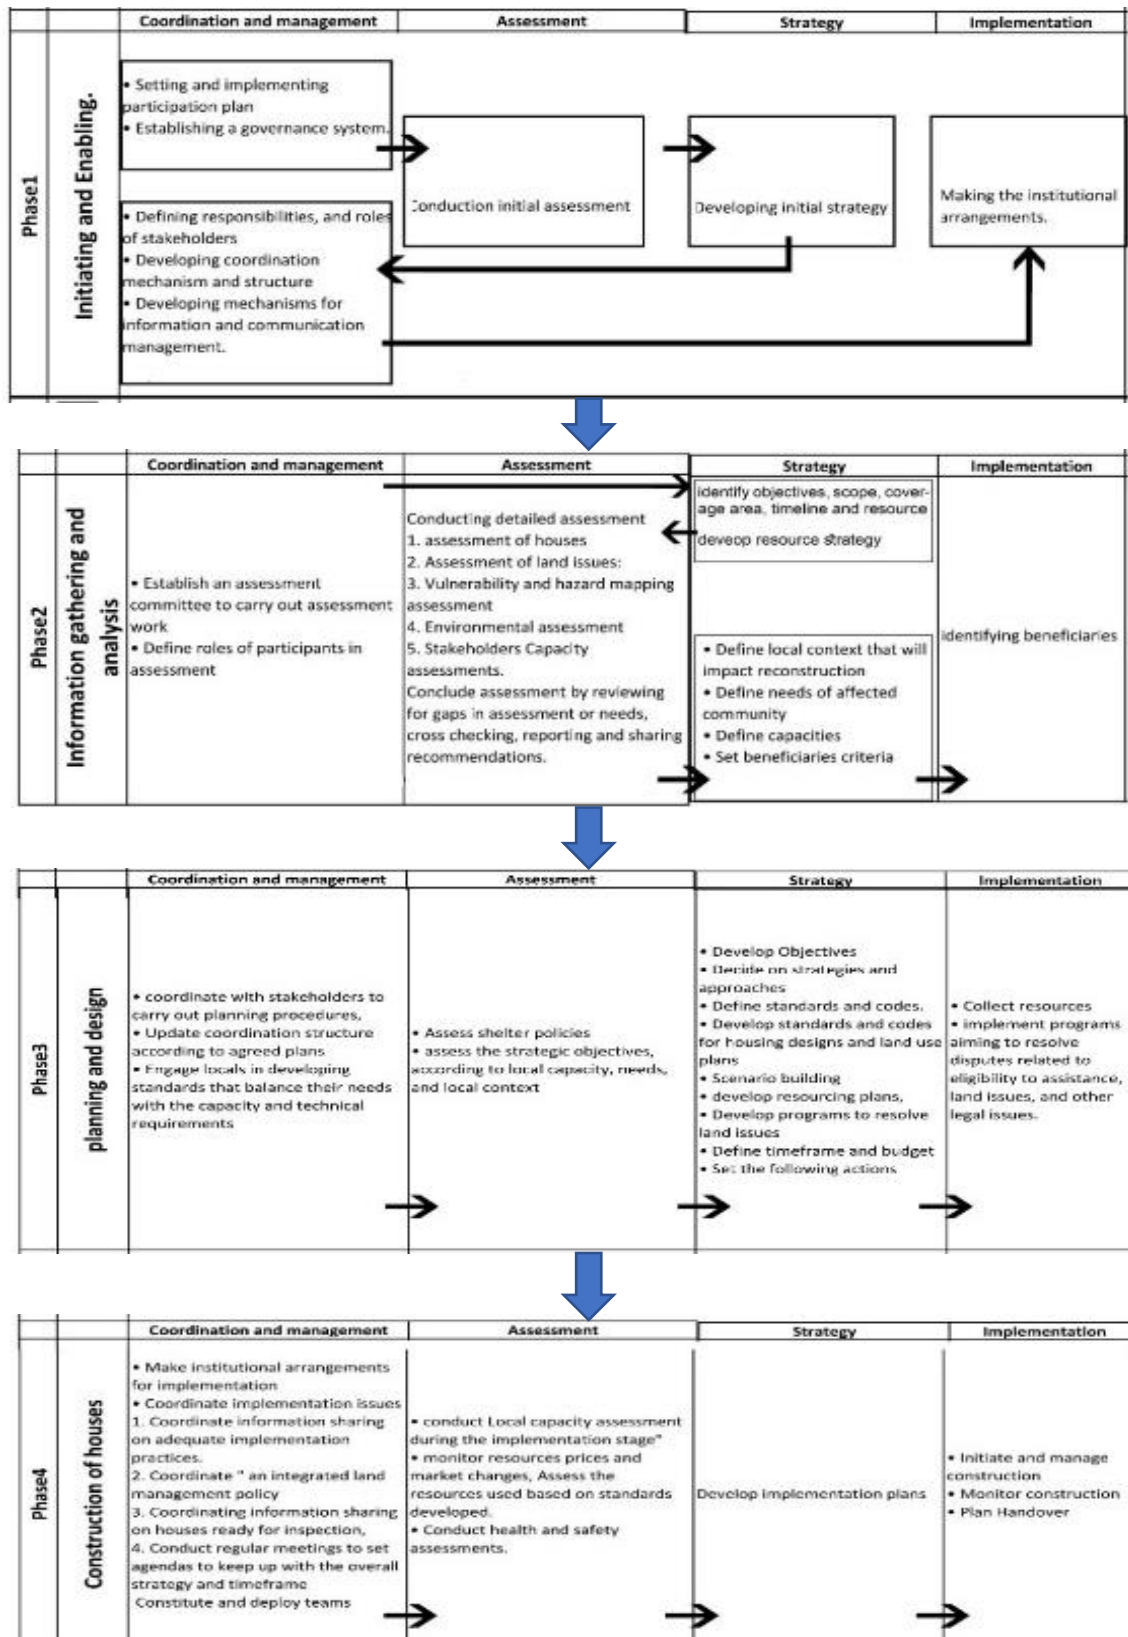 Coordination and management
Assessment
Strategy
Implementation
Phase1
Initiating and Enabling.
• Setting and implementing
participation plan
• Establishing a governance system.
• Defining responsibilities, and roles
of stakeholders
• Developing coordination
mechanism and structure
• Developing mechanisms for
information and communication
management.
Conduction initial assessment
Developing initial strategy
Making the institutional
arrangements.
Coordination and management
Assessment
Strategy
Implementation
Phase2
Information gathering and
analysis
• Establish an assessment
committee to carry out assessment
work
• Define roles of participants in
assessment
Conducting detailed assessment
1. assessment of houses
2. Assessment of land issues:
3. Vulnerability and hazard mapping
assessment
4. Environmental assessment
5. Stakeholders Capacity
assessments.
Conclude assessment by reviewing
for gaps in assessment or needs,
cross checking, reporting and sharing
recommendations.
identify objectives, scope, cover-
age area, timeline and resource
deveop resource strategy
• Define local context that will
impact reconstruction
• Define needs of affected
community
• Define capacities
• Set beneficiaries criteria
identifying beneficiaries
Coordination and management
Assessment
Strategy
Implementation
Phase3
planning and design
• coordinate with stakeholders to
carry out planning procedures,
• Update coordination structure
according to agreed plans
• Engage locals in developing
standards that balance their needs
with the capacity and technical
requirements
• Assess shelter policies
• assess the strategic objectives,
according to local capacity, needs,
and local context
• Develop Objectives
• Decide on strategies and
approaches
• Define standards and codes.
• Develop standards and codes
for housing designs and land use
plans
• Scenario building
• develop resourcing plans,
• Develop programs to resolve
land issues
• Define timeframe and budget
• Set the following actions
• Collect resources
• implement programs
aiming to resolve
disputes related to
eligibility to assistance,
land issues, and other
legal issues.
Coordination and management
Assessment
Strategy
Implementation
Phase4
Construction of houses
• Make institutional arrangements
for implementation
• Coordinate implementation issues
1. Coordinate information sharing
on adequate implementation
practices.
2. Coordinate " an integrated land
management policy
3. Coordinating information sharing
on houses ready for inspection,
4. Conduct regular meetings to set
agendas to keep up with the overall
strategy and timeframe
Constitute and deploy teams
• conduct Local capacity assessment
during the implementation stage"
• monitor resources prices and
market changes, Assess the
resources used based on standards
developed.
• Conduct health and safety
assessments.
Develop implementation plans
• Initiate and manage
construction
• Monitor construction
• Plan Handover